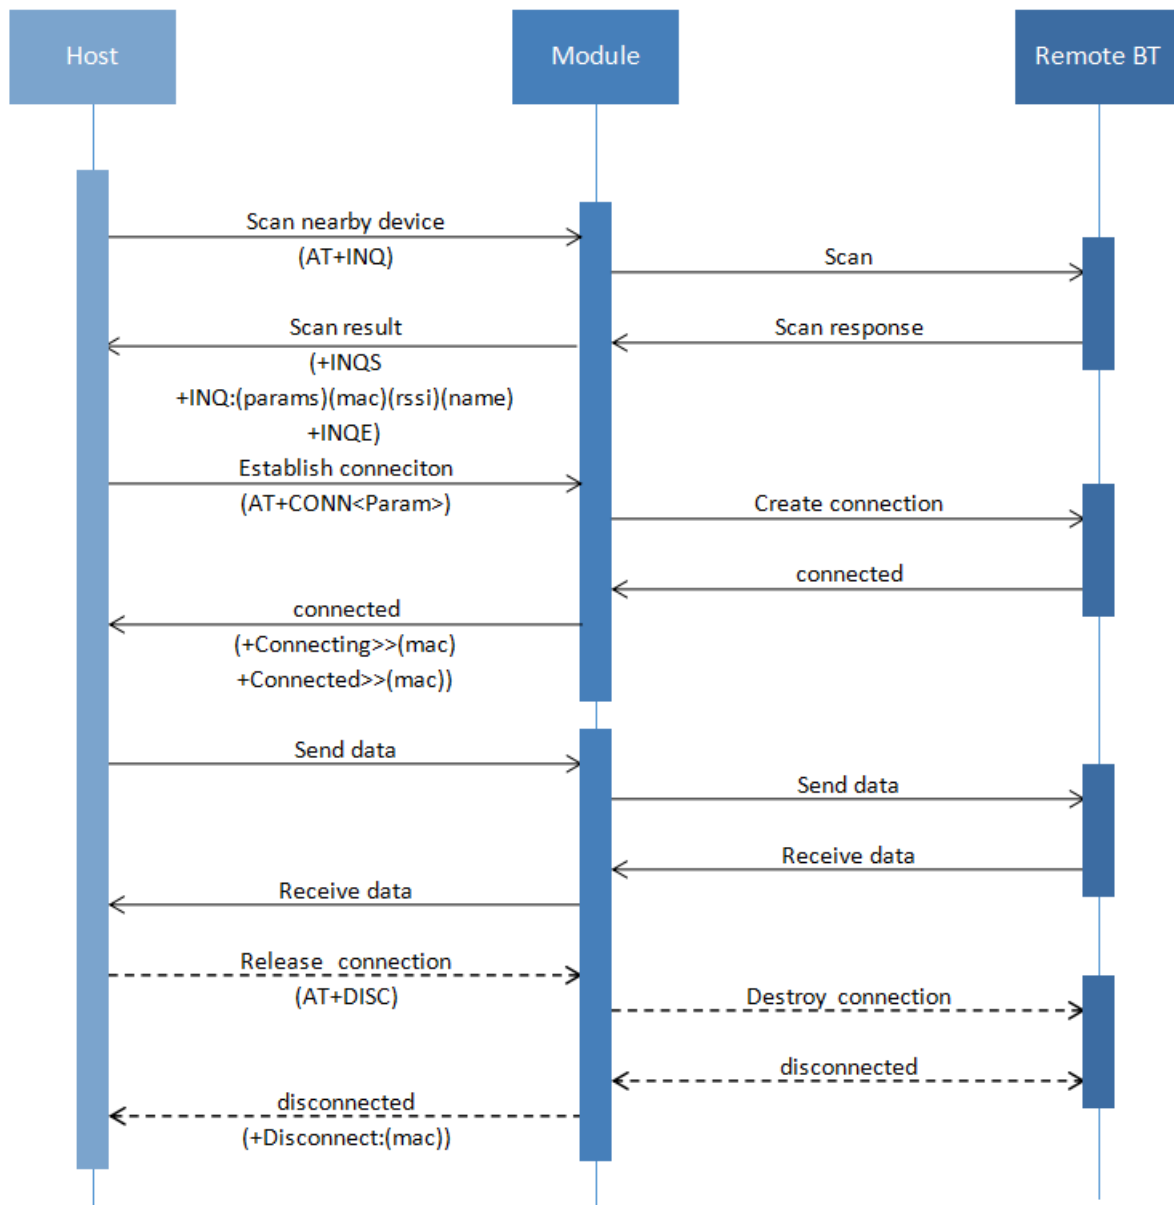 Host
Module
Remote BT
Scan nearby device
(AT+INQ)
Scan
Scan result
Scan response
(+INQS
+INQ:(params)(mac)(rssi)(name)
+INQE)
Establish conneciton
(AT+CONN<Param>)
Create connection
connected
connected
(+Connecting>>(mac)
+Connected>>(mac))
Send data
Send data
Receive data
Receive data
Release connection
(AT+DISC)
Destroy connection
disconnected
disconnected
(+Disconnect:(mac))